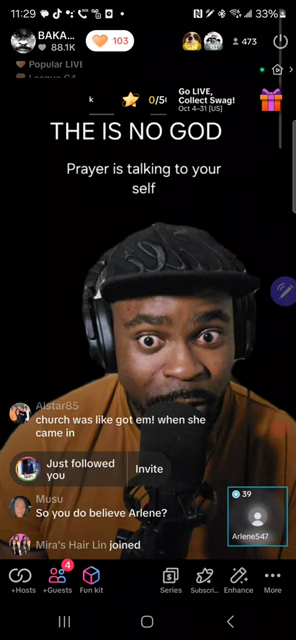 11:29
33%
BAKA...
88.1K
103
473
Popular LIVE
League C4
k
0/5
Go LIVE,
Collect Swag!
Oct 4–31 [US]
THE IS NO GOD
Prayer is talking to your
self
Alstar85
church was like got em! when she
came in
Just followed
you
Invite
Musu
So you do believe Arlene?
Mira's Hair Lin joined
39
Arlene547
4
+Hosts
+Guests
Fun kit
Series
Subscri...
Enhance
More